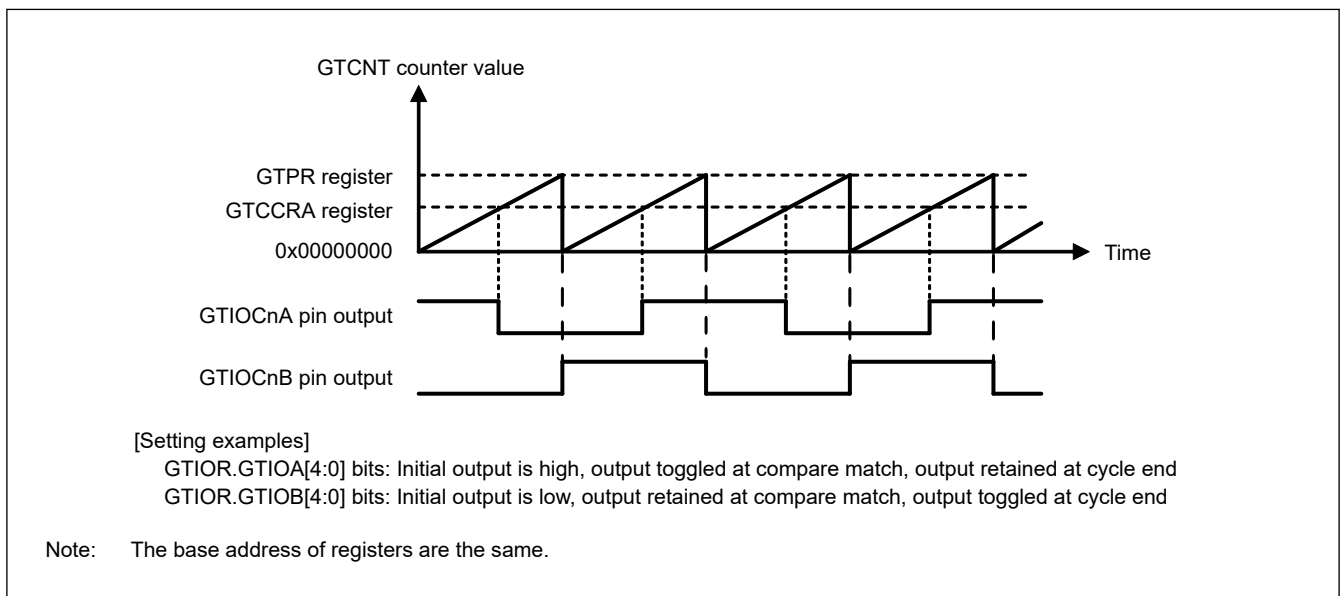 GTCNT counter value
GTPR register
GTCCRA register
0x00000000
Time
GTIOCnA pin output
GTIOCnB pin output
[Setting examples]
GTIOR.GTIOA[4:0] bits: Initial output is high, output toggled at compare match, output retained at cycle end
GTIOR.GTIOB[4:0] bits: Initial output is low, output retained at compare match, output toggled at cycle end
Note: The base address of registers are the same.